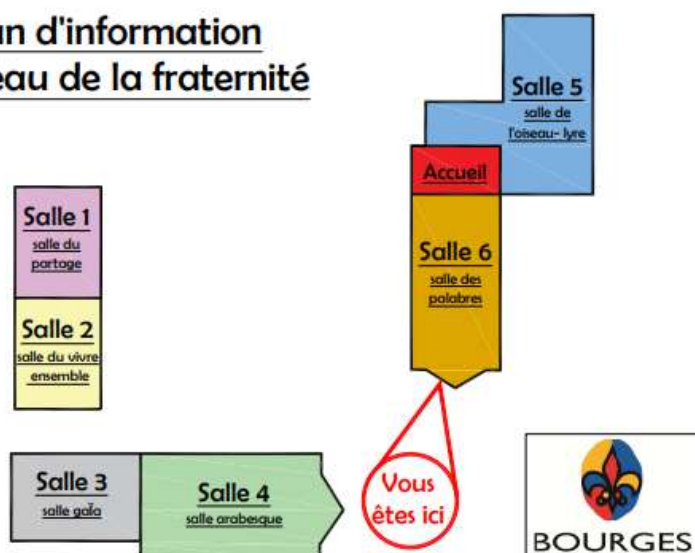 an d'information
eau de la fraternité
Salle 5
salle de
l'oiseau- lyre
Accueil
Salle 1
salle du
partage
Salle 6
salle des
palabres
Salle 2
salle du vivre
ensemble
Salle 3
salle gaïa
Salle 4
salle arabesque
Vous
êtes ici
BOURGES